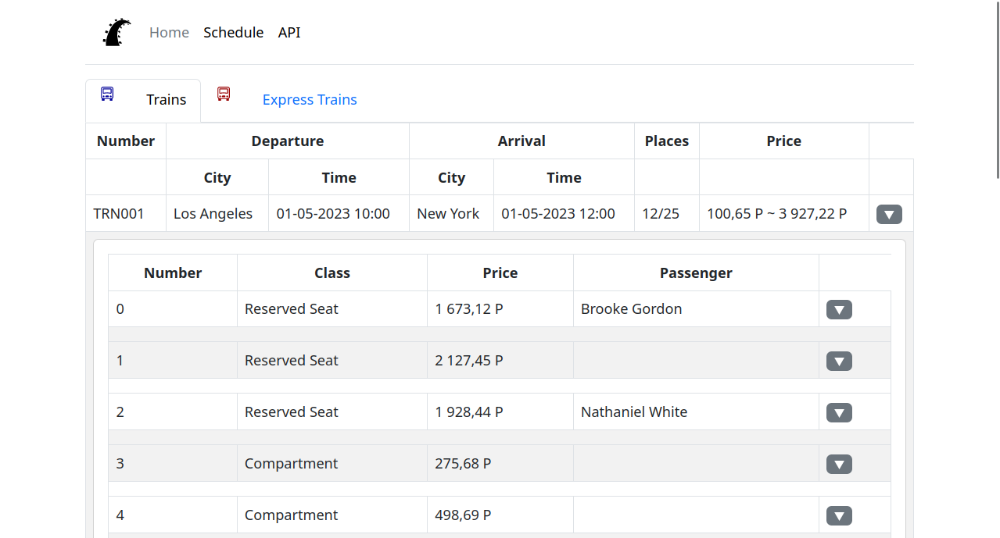 Home Schedule API
Trains Express Trains
Number Departure Arrival Places Price
City Time City Time
TRN001 Los Angeles 01-05-2023 10:00 New York 01-05-2023 12:00 12/25 100,65 P ~ 3 927,22 P ▼
Number Class Price Passenger
0 Reserved Seat 1 673,12 P Brooke Gordon ▼
1 Reserved Seat 2 127,45 P ▼
2 Reserved Seat 1 928,44 P Nathaniel White ▼
3 Compartment 275,68 P ▼
4 Compartment 498,69 P ▼